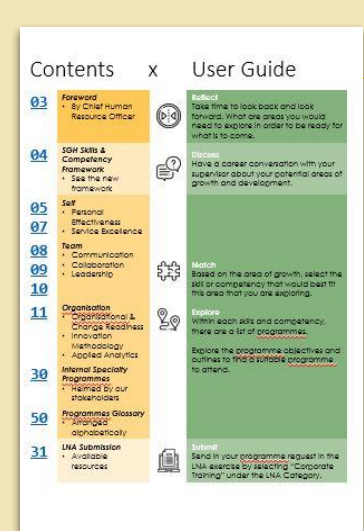 Contents x User Guide
03
Foreword
• By Chief Human
Resource Officer
04
SGH Skills &
Competency
Framework
• See the new
framework
05
07
Self
• Personal
Effectiveness
• Service Excellence
08
09
10
Team
• Communication
• Collaboration
• Leadership
11
Organisation
• Organisational &
Change Readiness
• Innovation
Methodology
• Applied Analytics
30
Internal Specialty
Programmes
• Helmed by our
stakeholders
50
Programmes Glossary
• Arranged
alphabetically
31
LNA Submission
• Available
resources
Reflect
Take time to look back and look
forward. What are areas you would
need to explore in order to be ready for
what is to come.
Discuss
Have a career conversation with your
supervisor about your potential areas of
growth and development.
Match
Based on the area of growth, select the
skill or competency that would best fit
this area that you are exploring.
Explore
Within each skills and competency,
there are a list of programmes.
Explore the programme objectives and
outlines to find a suitable programme
to attend.
Submit
Send in your programme request in the
LNA exercise by selecting "Corporate
Training" under the LNA Category.